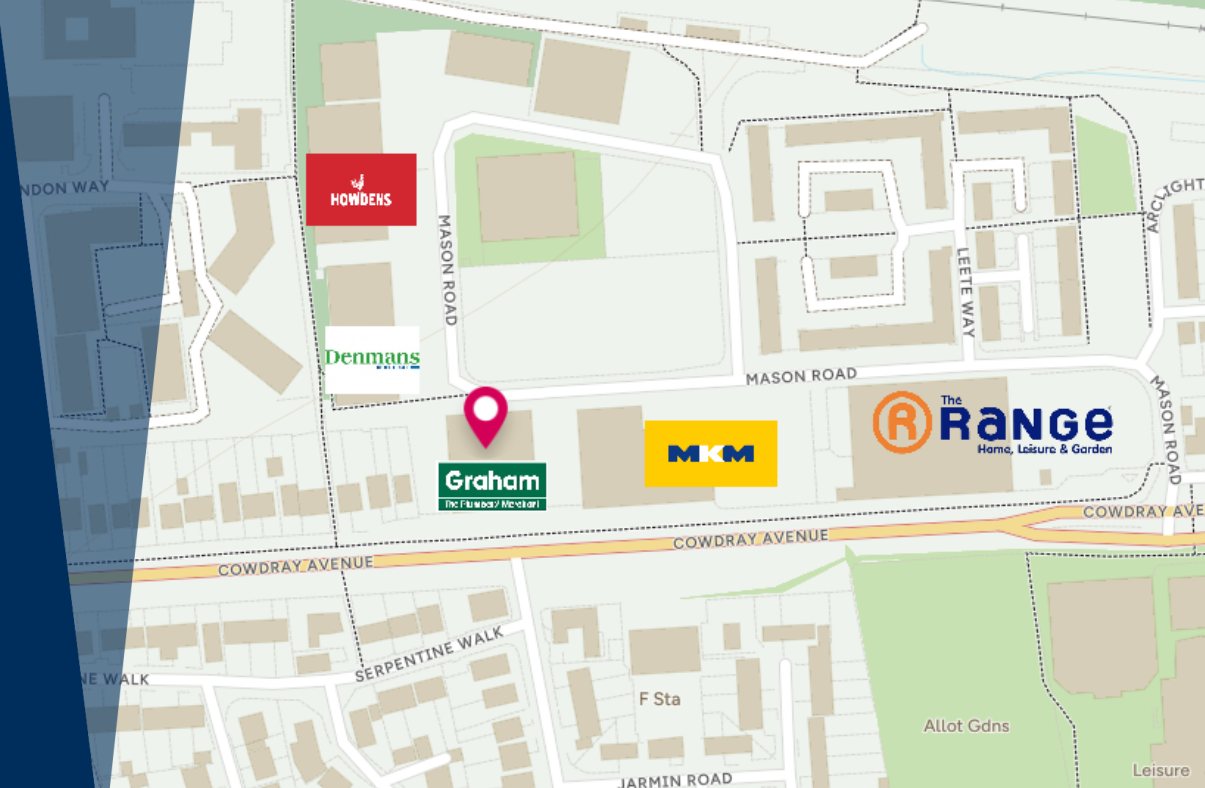 NDON WAY
HOWDENS
MASON ROAD
ARCLIGHT
LEETE WAY
Denmans
MASON ROAD
The
RANGE
Home, Leisure & Garden
MASON ROAD
MKM
Graham
The Plumbers' Merchant
COWDRAY AVE
COWDRAY AVENUE
COWDRAY AVENUE
SERPENTINE WALK
NE WALK
F Sta
Allot Gdns
Leisure
JARMIN ROAD